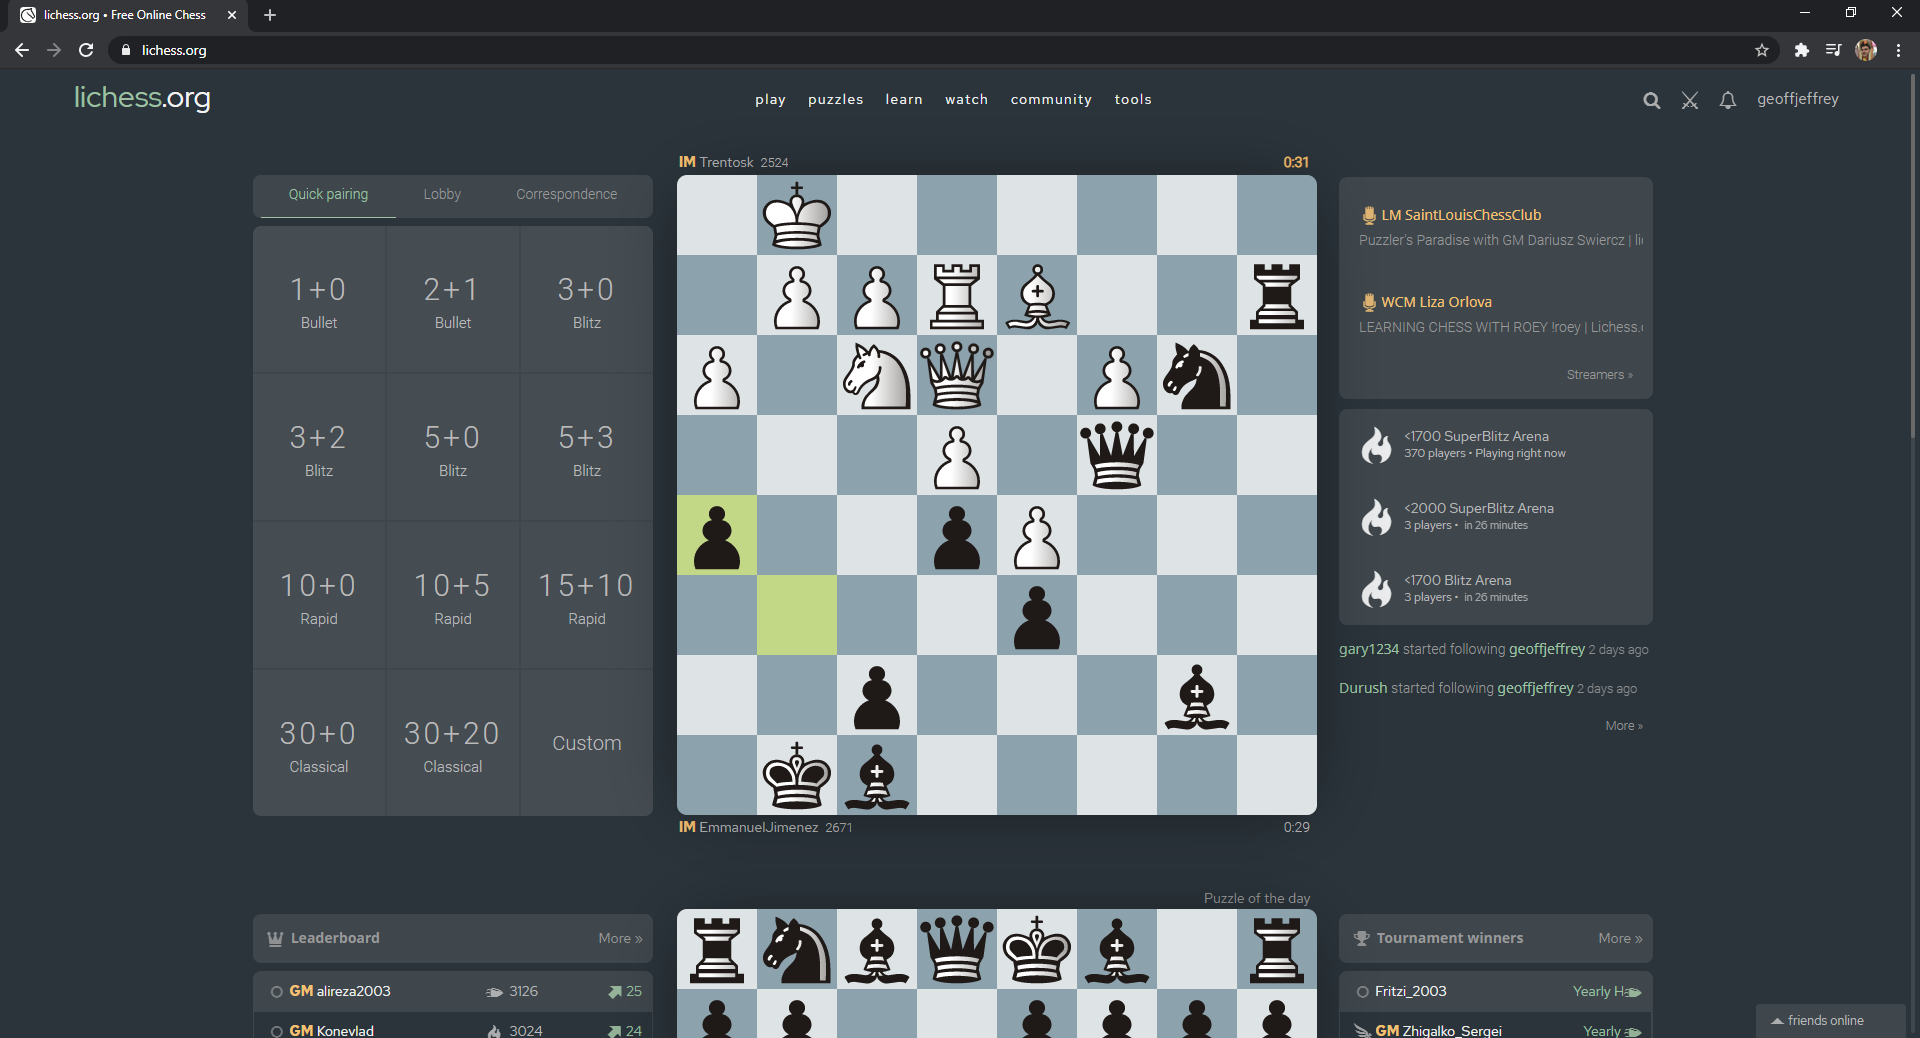 lichess.org • Free Online Chess
lichess.org
lichess.org
play puzzles learn watch community tools
geoffjeffrey
IM Trentosk 2524
0:31
Quick pairing Lobby Correspondence
1+0 2+1 3+0
Bullet Bullet Blitz
3+2 5+0 5+3
Blitz Blitz Blitz
10+0 10+5 15+10
Rapid Rapid Rapid
30+0 30+20 Custom
Classical Classical
LM SaintLouisChessClub
Puzzler's Paradise with GM Dariusz Swiercz | li
WCM Liza Orlova
LEARNING CHESS WITH ROEY !roey | Lichess.
Streamers »
<1700 SuperBlitz Arena
370 players • Playing right now
<2000 SuperBlitz Arena
3 players • in 26 minutes
<1700 Blitz Arena
3 players • in 26 minutes
gary1234 started following geoffjeffrey 2 days ago
Durush started following geoffjeffrey 2 days ago
More »
IM EmmanuelJimenez 2671
0:29
Puzzle of the day
Leaderboard More »
GM alireza2003 3126 25
GM Konevlad 3024 24
Tournament winners More »
Fritzi_2003 Yearly H
GM Zhigalko_Sergei Yearly
friends online